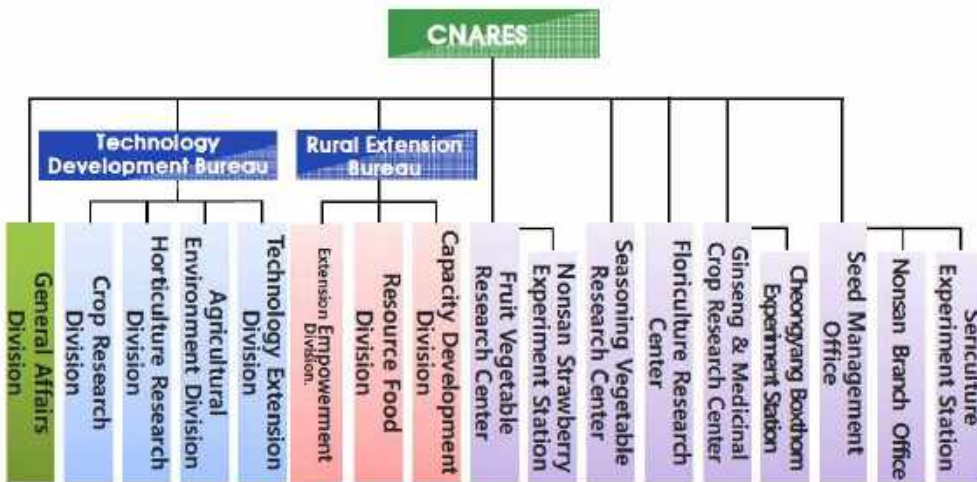 CNARES
Technology
Development Bureau
Rural Extension
Bureau
General Affairs
Division
Crop Research
Division
Horticulture Research
Division
Agricultural
Environment Division
Technology Extension
Division
Extension Empowerment
Division.
Resource Food
Division
Capacity Development
Division
Fruit Vegetable
Research Center
Nonsan Strawberry
Experiment Station
Seasoning Vegetable
Research Center
Floriculture Research
Center
Ginseng & Medicinal
Crop Research Center
Cheongyang Boxthorn
Experiment Station
Seed Management
Office
Nonsan Branch Office
Sericulture
Experiment Station